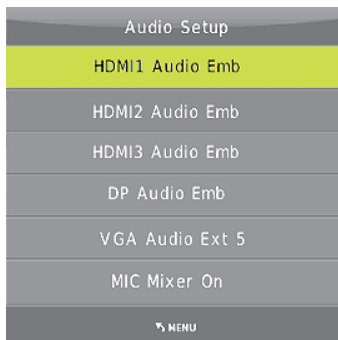 Audio Setup
HDMI1 Audio Emb
HDMI2 Audio Emb
HDMI3 Audio Emb
DP Audio Emb
VGA Audio Ext 5
MIC Mixer On
MENU